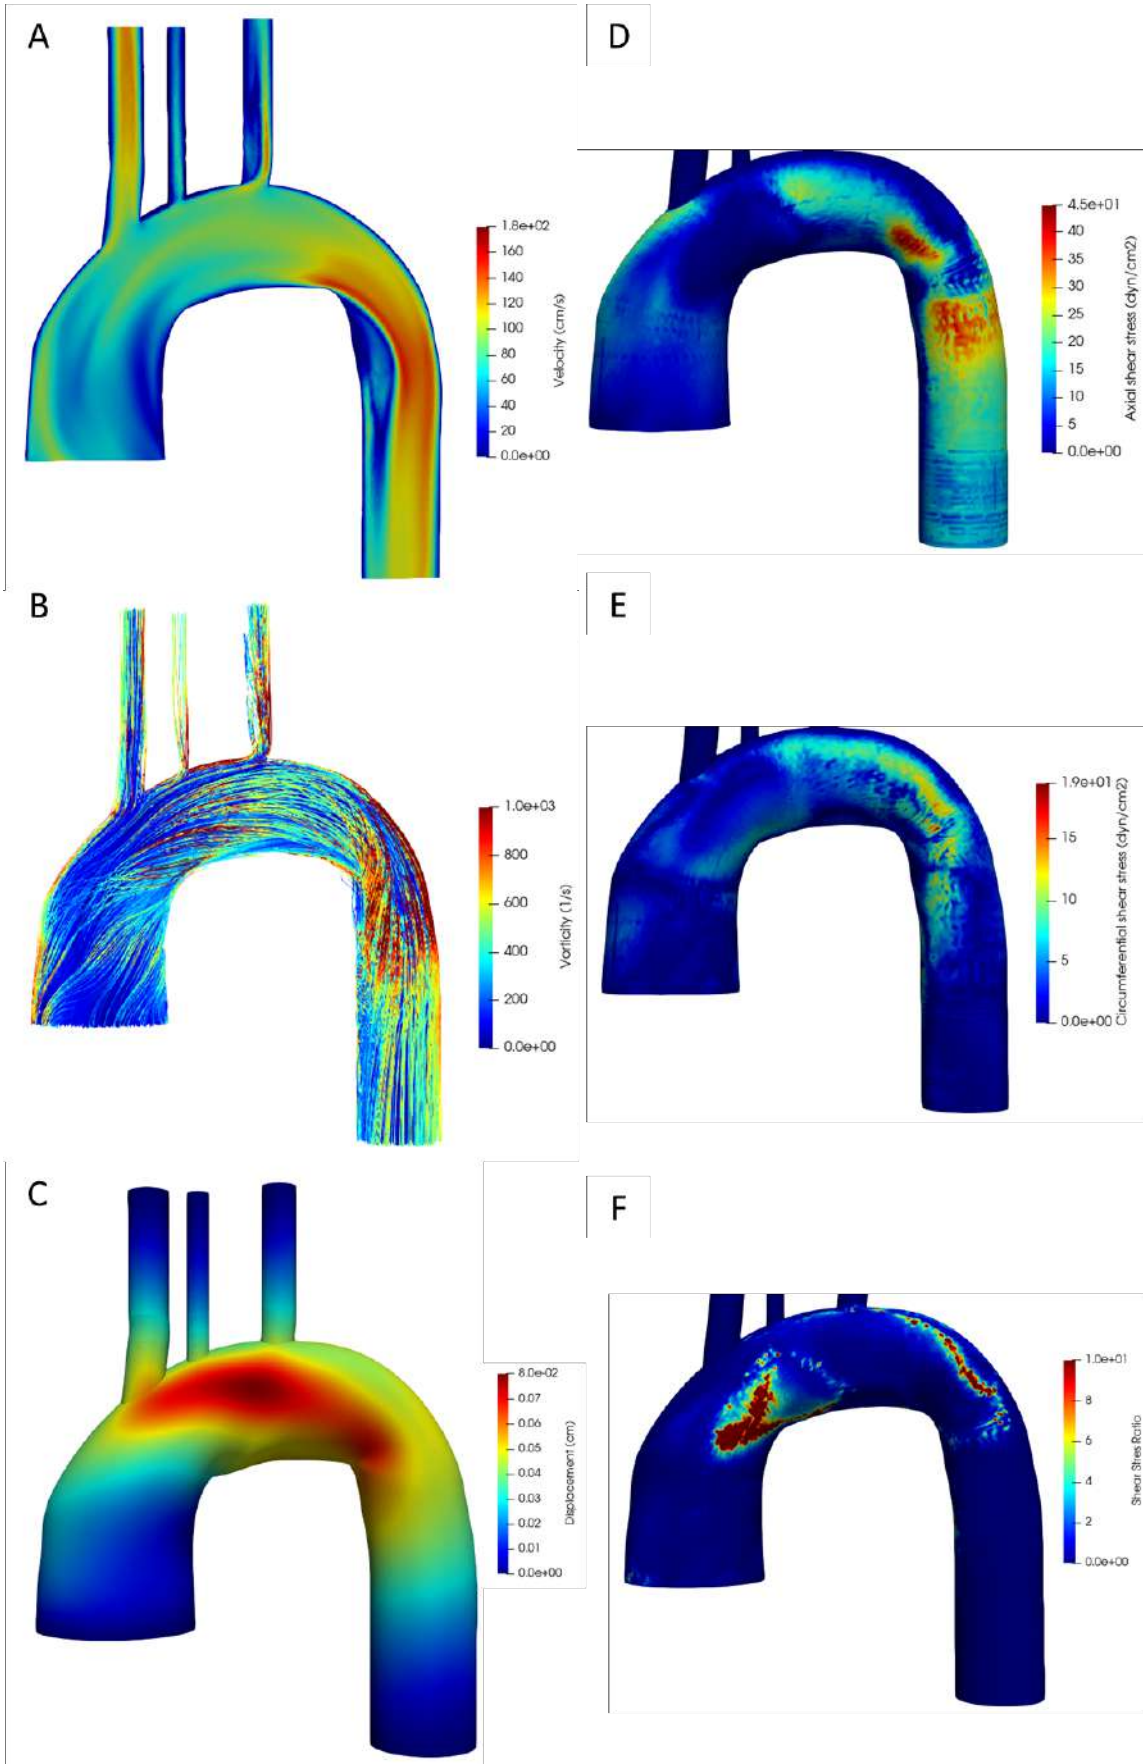 A
1.8e+02
160
140
120
100
80
60
40
20
0.0e+00
Velocity (cm/s)
D
4.5e+01
40
35
30
25
20
15
10
5
0.0e+00
Axial shear stress (dyn/cm2)
B
1.0e+03
800
600
400
200
0.0e+00
Vorticity (1/s)
E
1.9e+01
15
10
5
0.0e+00
Circumferential shear stress (dyn/cm2)
C
8.0e-02
0.07
0.06
0.05
0.04
0.03
0.02
0.01
0.0e+00
Displacement (cm)
F
1.0e+01
8
6
4
2
0.0e+00
Shear Stres Ratio